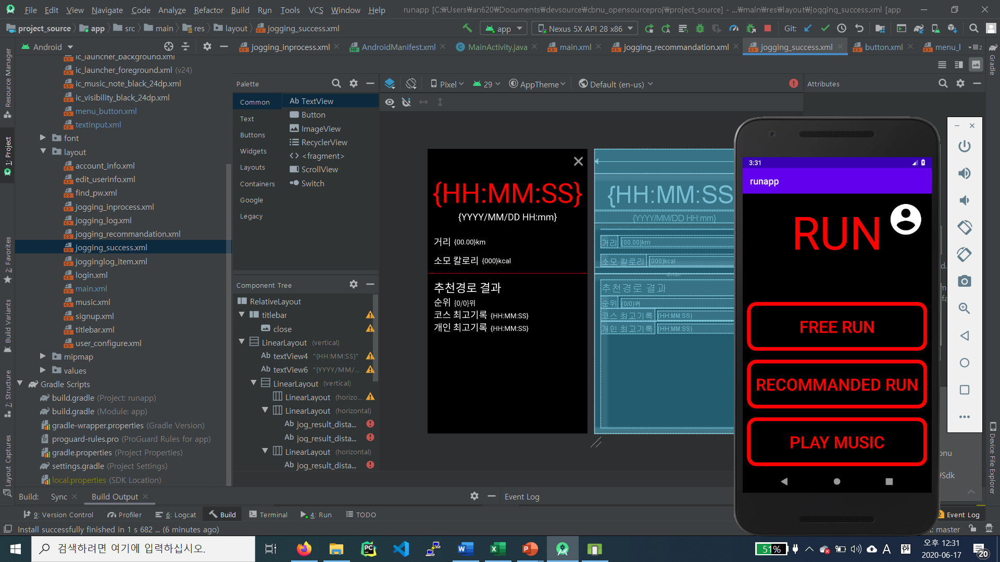 File Edit View Navigate Code Analyze Refactor Build Run Tools VCS Window Help runapp [C:₩Users₩an620₩Documents₩devsource₩cbnu_opensourceproj₩project_source] - ...₩main₩res₩layout₩jogging_success.xml [app
project_source app src main res layout jogging_success.xml app Nexus 5X API 28 x86 Git:
Android jogging_inprocess.xml AndroidManifest.xml MainActivity.java main.xml jogging_recommandation.xml jogging_success.xml button.xml menu_b 2
Resource Manager
1: Project
2: Favorites
Build Variants
7: Structure
Layout Captures
ic_launcher_background.xml
ic_launcher_foreground.xml (v24)
ic_music_note_black_24dp.xml
ic_visibility_black_24dp.xml
menu_button.xml
textinput.xml
font
layout
account_info.xml
edit_userinfo.xml
find_pw.xml
jogging_inprocess.xml
jogging_log.xml
jogging_recommandation.xml
jogging_success.xml
jogginglog_item.xml
login.xml
main.xml
music.xml
signup.xml
titlebar.xml
user_configure.xml
mipmap
values
Gradle Scripts
build.gradle (Project: runapp)
build.gradle (Module: app)
gradle-wrapper.properties (Gradle Version)
proguard-rules.pro (ProGuard Rules for app)
gradle.properties (Project Properties)
settings.gradle (Project Settings)
local.properties (SDK Location)
Palette
Common
Text
Buttons
Widgets
Layouts
Containers
Google
Legacy
Ab TextView
Button
ImageView
RecyclerView
<fragment>
ScrollView
Switch
Component Tree
RelativeLayout
titlebar
close
LinearLayout (vertical)
Ab textView4 "{HH:MM:SS}"
Ab textView6 "{YYYY/MM/...
LinearLayout (vertical)
LinearLayout (horizo...
LinearLayout (horizontal)
Ab jog_result_dista...
Ab jog_result_dista...
LinearLayout (horizontal)
Ab jog_result_dista...
Pixel 29 AppTheme Default (en-us)
Attributes
{HH:MM:SS}
{YYYY/MM/DD HH:mm}
거리 {00.00}km
소모 칼로리 {000}kcal
추천경로 결과
순위 {0/0}위
코스 최고기록 {HH:MM:SS}
개인 최고기록 {HH:MM:SS}
{HH:MM:SS
{YYYY/MM/DD HH:mm}
거리 {00.00}km
소모 칼로리 {000}kcal
divider
추천경로 결과
순위 {0/0}위
코스 최고기록 {HH:MM:SS}
개인 최고기록 {HH:MM:SS}
3:31
runapp
RUN
FREE RUN
RECOMMANDED RUN
PLAY MUSIC
Gradle
Device File Explorer
d.
m
fa
onu
₩Sdk
Build: Sync Build Output Event Log
9: Version Control Profiler 6: Logcat Build Terminal 4: Run TODO 2 Event Log
Install successfully finished in 1 s 682 ... (6 minutes ago) t: master
검색하려면 여기에 입력하십시오. 51% A 한 오후 12:31
2020-06-17 20